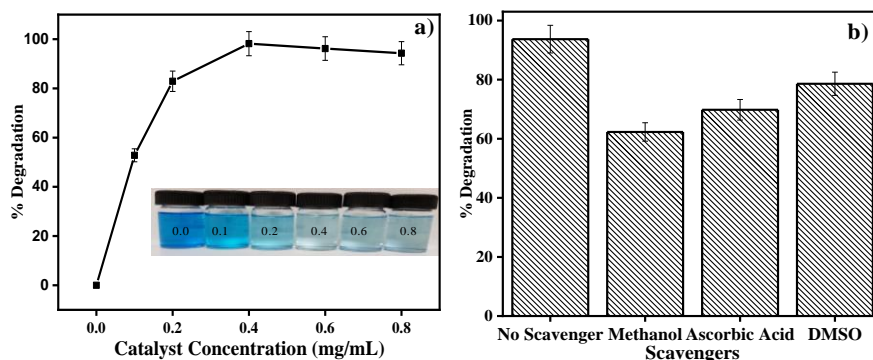 a)
100
80
60
40
20
0
% Degradation
0.0 0.1 0.2 0.4 0.6 0.8
0.0 0.2 0.4 0.6 0.8
Catalyst Concentration (mg/mL)
b)
100
80
60
40
20
0
% Degradation
No Scavenger Methanol Ascorbic Acid DMSO
Scavengers